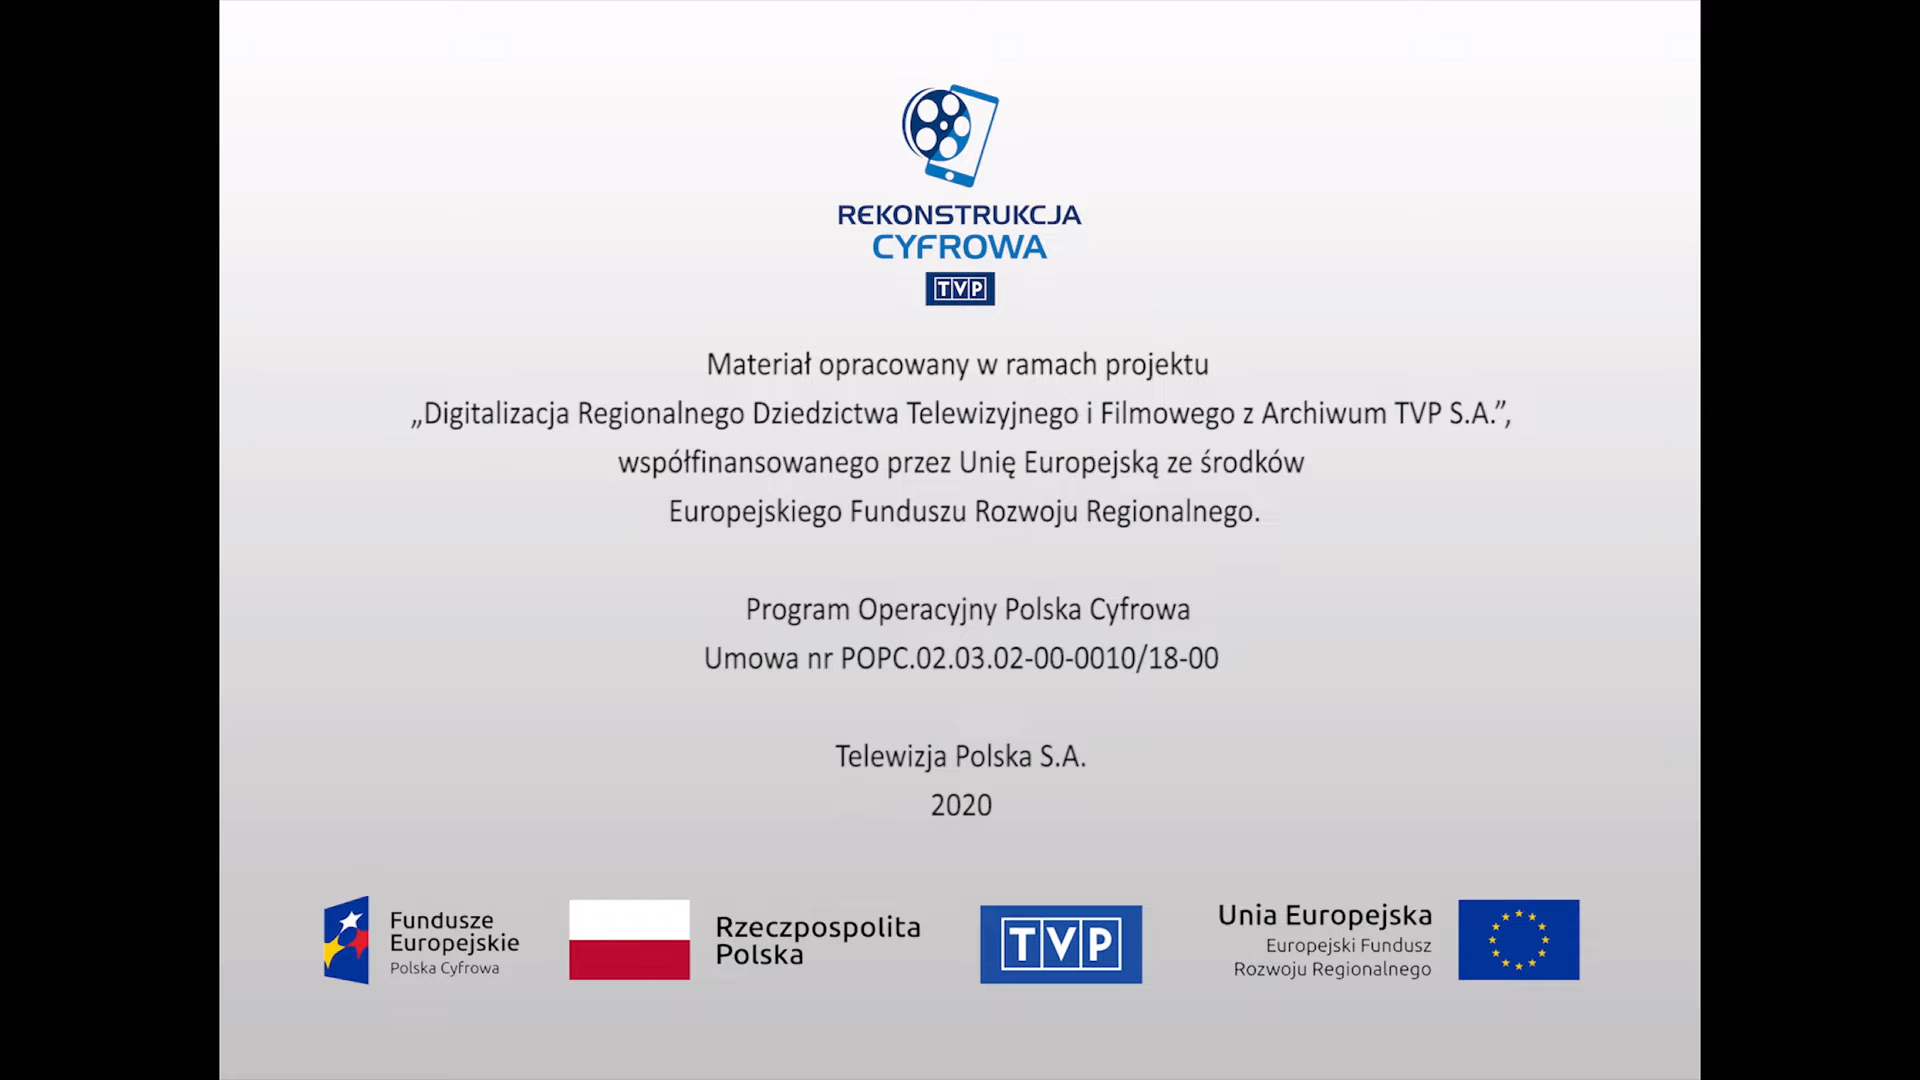 REKONSTRUKCJA
CYFROWA
TVP
Materiał opracowany w ramach projektu
„Digitalizacja Regionalnego Dziedzictwa Telewizyjnego i Filmowego z Archiwum TVP S.A.”,
współfinansowanego przez Unię Europejską ze środków
Europejskiego Funduszu Rozwoju Regionalnego.
Program Operacyjny Polska Cyfrowa
Umowa nr POPC.02.03.02-00-0010/18-00
Telewizja Polska S.A.
2020
Fundusze
Europejskie
Polska Cyfrowa
Rzeczpospolita
Polska
TVP
Unia Europejska
Europejski Fundusz
Rozwoju Regionalnego